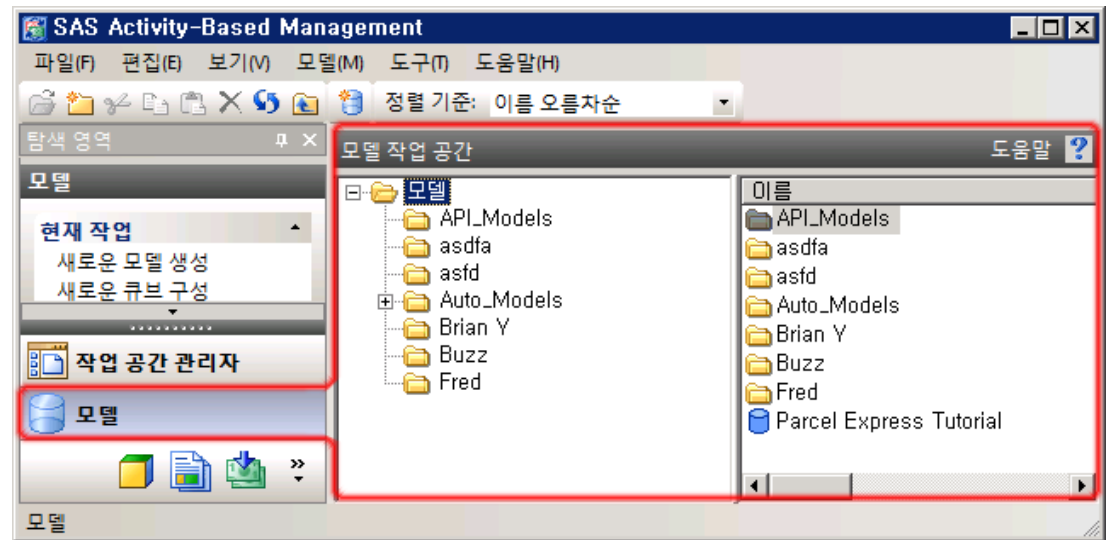 SAS Activity-Based Management
파일(F) 편집(E) 보기(V) 모델(M) 도구(T) 도움말(H)
정렬 기준: 이름 오름차순
탐색 영역
모델
현재 작업
새로운 모델 생성
새로운 큐브 구성
작업 공간 관리자
모델
모델 작업 공간
도움말
모델
API_Models
asdfa
asfd
Auto_Models
Brian Y
Buzz
Fred
이름
API_Models
asdfa
asfd
Auto_Models
Brian Y
Buzz
Fred
Parcel Express Tutorial
모델